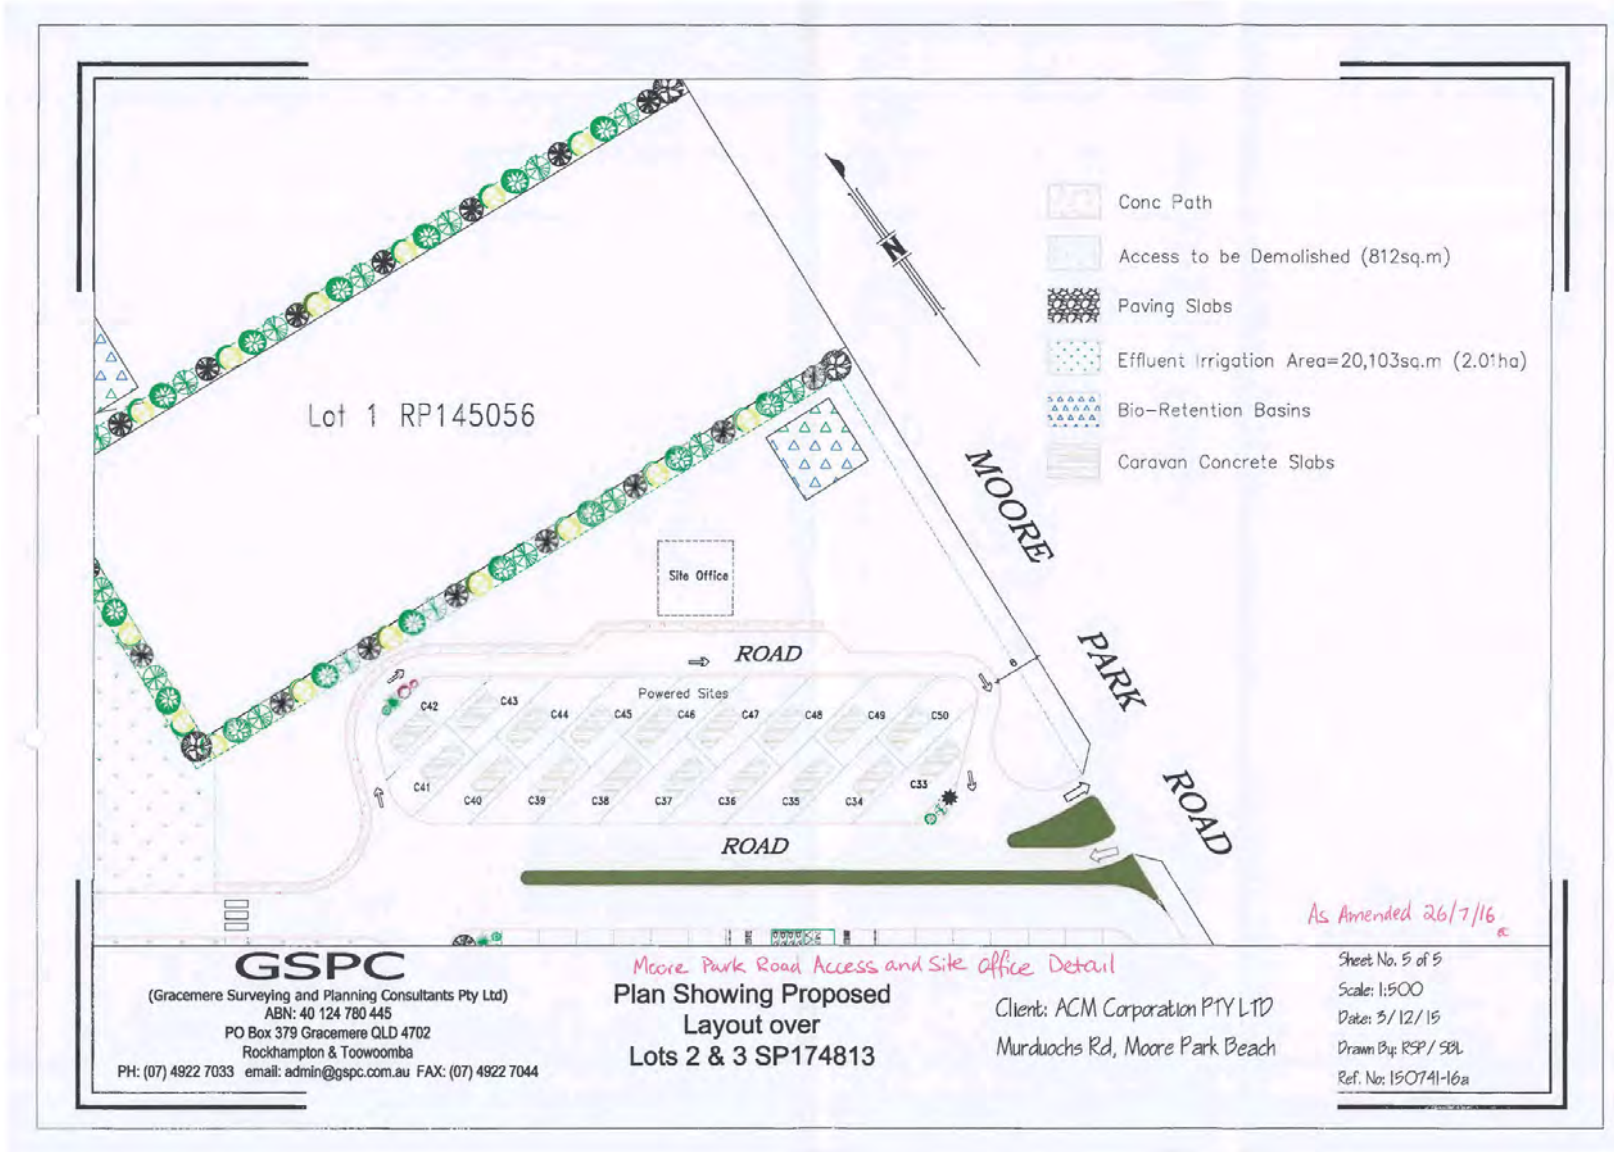 Conc Path
Access to be Demolished (812sq.m)
Paving Slabs
Effluent Irrigation Area=20,103sq.m (2.01ha)
Bio-Retention Basins
Caravan Concrete Slabs
N
Lot 1 RP145056
MOORE
PARK
ROAD
Site Office
ROAD
8
Powered Sites
C42
C43
C44
C45
C46
C47
C48
C49
C50
C41
C40
C39
C38
C37
C36
C35
C34
C33
ROAD
As Amended 26/7/16
GSPC
(Gracemere Surveying and Planning Consultants Pty Ltd)
ABN: 40 124 780 445
PO Box 379 Gracemere QLD 4702
Rockhampton & Toowoomba
PH: (07) 4922 7033 email: admin@gspc.com.au FAX: (07) 4922 7044
Moore Park Road Access and Site Office Detail
Plan Showing Proposed
Layout over
Lots 2 & 3 SP174813
Client: ACM Corporation PTY LTD
Murduochs Rd, Moore Park Beach
Sheet No. 5 of 5
Scale: 1:500
Date: 3/12/15
Drawn By: RSP/SBL
Ref. No: 150741-16a